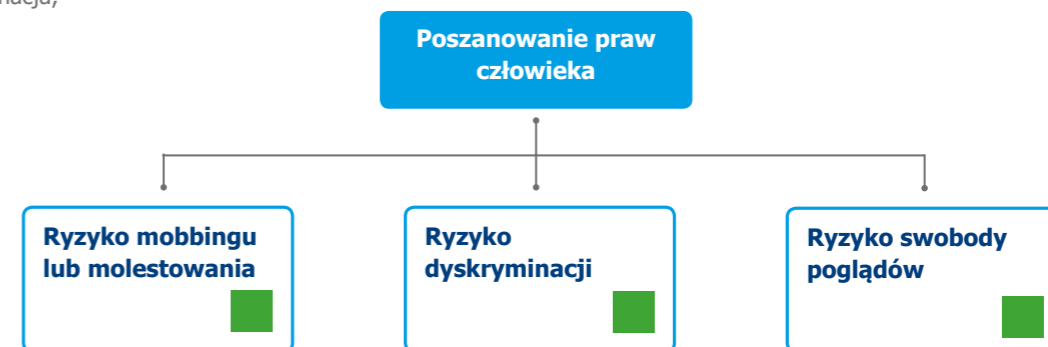 Poszanowanie praw
człowieka
Ryzyko mobbingu
lub molestowania
Ryzyko
dyskryminacji
Ryzyko swobody
poglądów